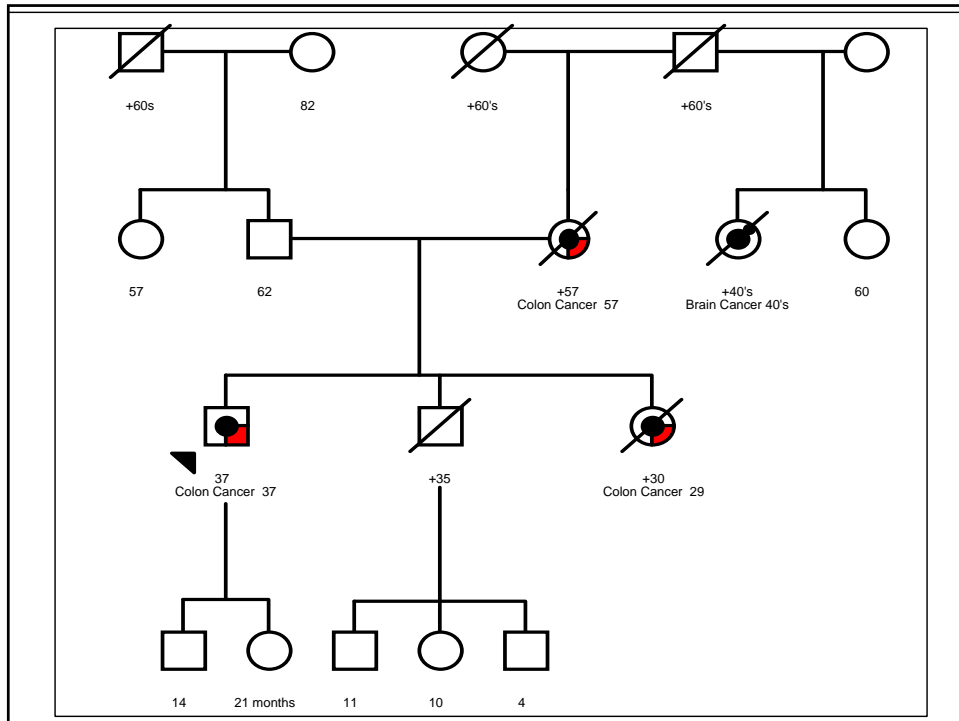 +60s
82
+60's
+60's
57
62
+57
Colon Cancer 57
+40's
Brain Cancer 40's
60
37
Colon Cancer 37
+35
+30
Colon Cancer 29
14
21 months
11
10
4